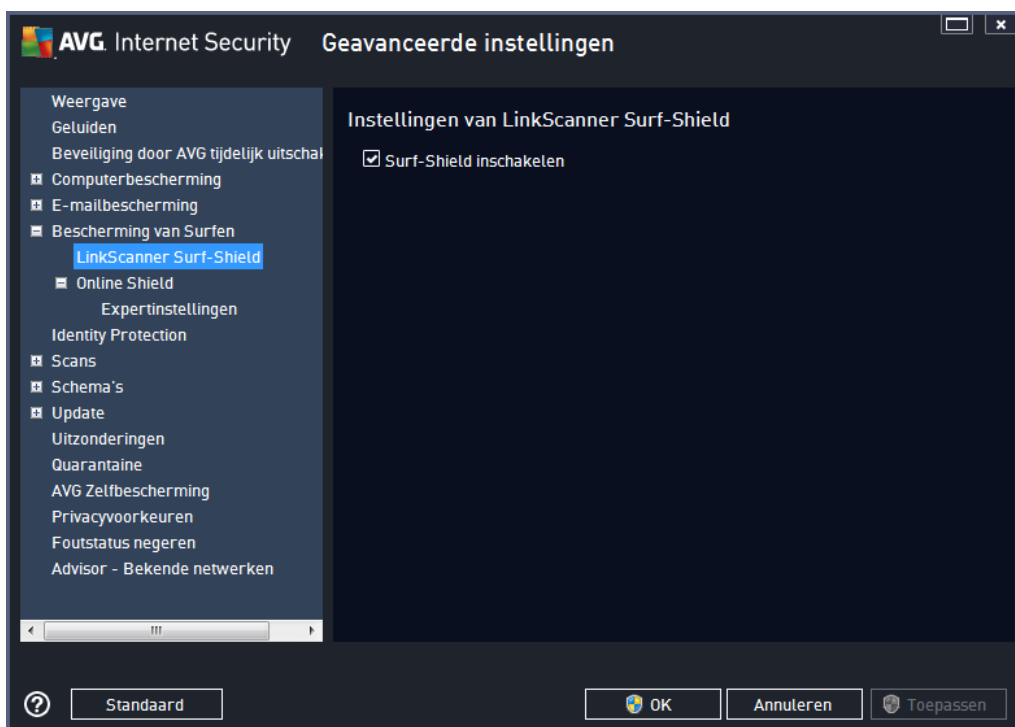 AVG. Internet Security Geavanceerde instellingen
Weergave
Geluiden
Beveiliging door AVG tijdelijk uitschak
Computerbescherming
E-mailbescherming
Bescherming van Surfen
LinkScanner Surf-Shield
Online Shield
Expertinstellingen
Identity Protection
Scans
Schema's
Update
Uitzonderingen
Quarantaine
AVG Zelfbescherming
Privacyvoorkeuren
Foutstatus negeren
Advisor - Bekende netwerken
Instellingen van LinkScanner Surf-Shield
Surf-Shield inschakelen
? Standaard OK Annuleren Toepassen